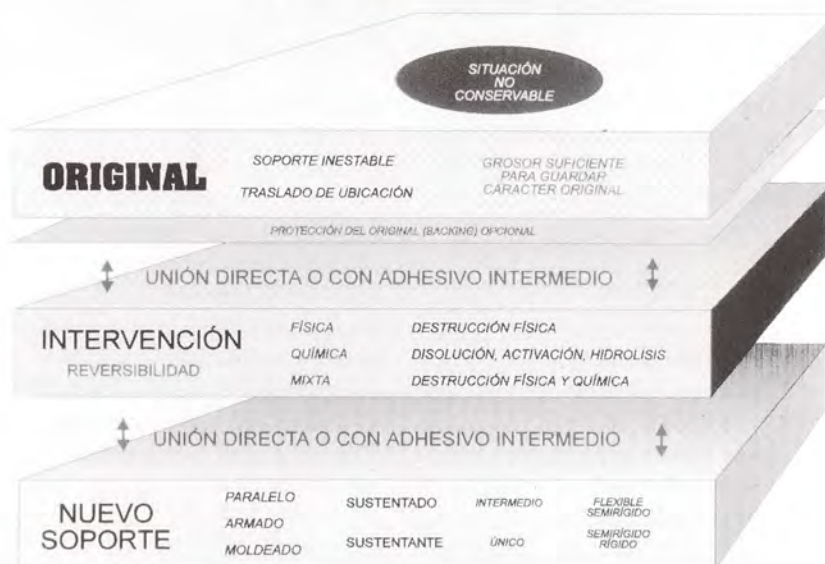 SITUACIÓN
NO
CONSERVABLE
ORIGINAL
SOPORTE INESTABLE
TRASLADO DE UBICACIÓN
GROSOR SUFICIENTE
PARA GUARDAR
CARACTER ORIGINAL
PROTECCIÓN DEL ORIGINAL (BACKING) OPCIONAL
UNIÓN DIRECTA O CON ADHESIVO INTERMEDIO
INTERVENCIÓN
REVERSIBILIDAD
FÍSICA DESTRUCCIÓN FÍSICA
QUÍMICA DISOLUCIÓN, ACTIVACIÓN, HIDROLISIS
MIXTA DESTRUCCIÓN FÍSICA Y QUÍMICA
UNIÓN DIRECTA O CON ADHESIVO INTERMEDIO
NUEVO
SOPORTE
PARALELO
ARMADO
MOLDEADO
SUSTENTADO
SUSTENTANTE
INTERMEDIO
ÚNICO
FLEXIBLE
SEMIRÍGIDO
SEMIRÍGIDO
RÍGIDO